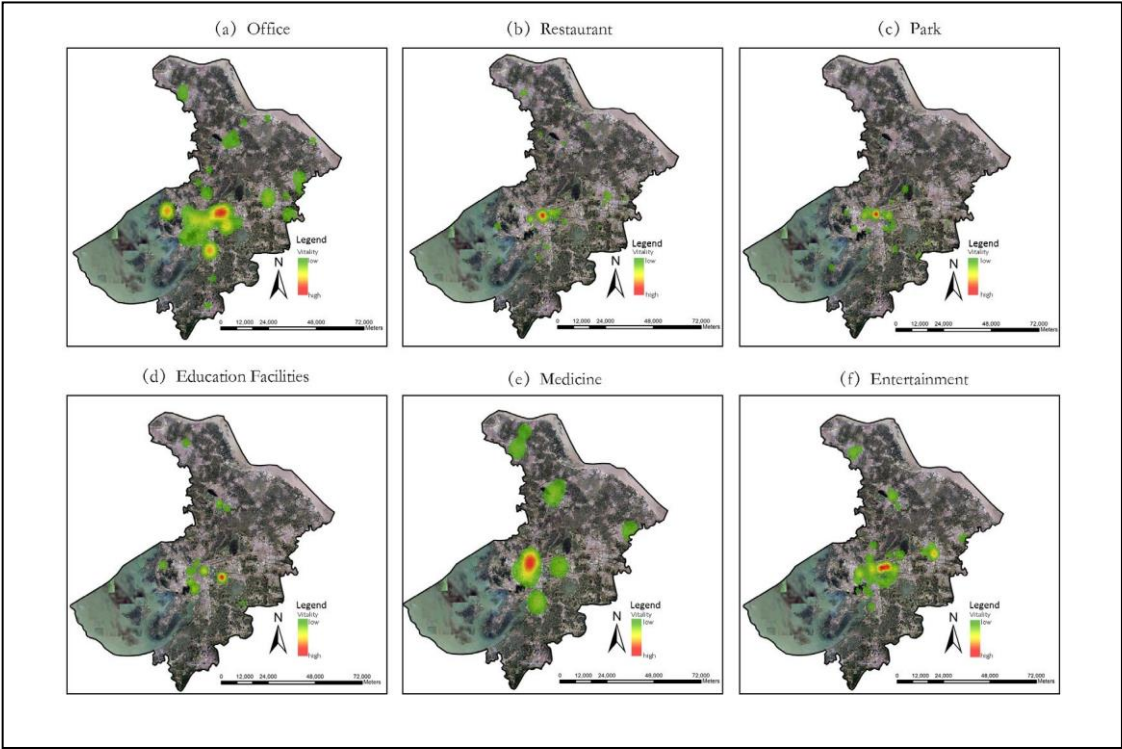 (a) Office
(b) Restaurant
(c) Park
Legend
Vitality
low
high
N
0 12,000 24,000 48,000 72,000
Meters
Legend
Vitality
low
high
N
0 12,000 24,000 48,000 72,000
Meters
Legend
Vitality
low
high
N
0 12,000 24,000 48,000 72,000
Meters
(d) Education Facilities
(e) Medicine
(f) Entertainment
Legend
Vitality
low
high
N
0 12,000 24,000 48,000 72,000
Meters
Legend
Vitality
low
high
N
0 12,000 24,000 48,000 72,000
Meters
Legend
Vitality
low
high
N
0 12,000 24,000 48,000 72,000
Meters